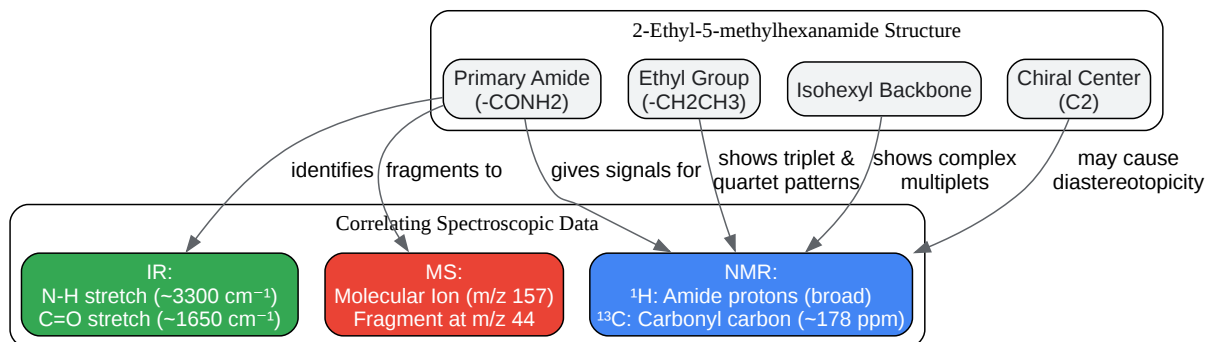 2-Ethyl-5-methylhexanamide Structure
Primary Amide
(-CONH2)
Ethyl Group
(-CH2CH3)
Isohexyl Backbone
Chiral Center
(C2)
identifies
fragments to
gives signals for
shows triplet &
quartet patterns
shows complex
multiplets
may cause
diastereotopicity
Correlating Spectroscopic Data
IR:
N-H stretch (~3300 cm⁻¹)
C=O stretch (~1650 cm⁻¹)
MS:
Molecular Ion (m/z 157)
Fragment at m/z 44
NMR:
¹H: Amide protons (broad)
¹³C: Carbonyl carbon (~178 ppm)